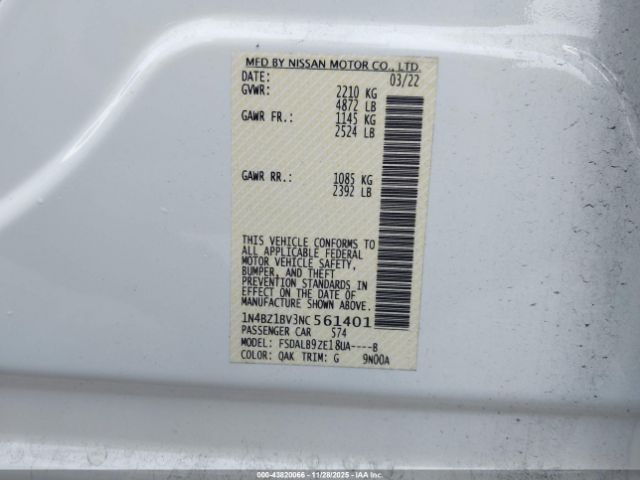 MFD BY NISSAN MOTOR CO., LTD.
DATE: 03/22
GVWR: 2210 KG
4872 LB
GAWR FR.: 1145 KG
2524 LB
GAWR RR.: 1085 KG
2392 LB
THIS VEHICLE CONFORMS TO
ALL APPLICABLE FEDERAL
MOTOR VEHICLE SAFETY,
BUMPER, AND THEFT
PREVENTION STANDARDS IN
EFFECT ON THE DATE OF
MANUFACTURE SHOWN ABOVE.
1N4BZ1BV3NC561401
PASSENGER CAR 574
MODEL: FSDALB9ZE18UA----B
COLOR: QAK TRIM: G 9N00A
000-43820066 - 11/28/2025 - IAA Inc.